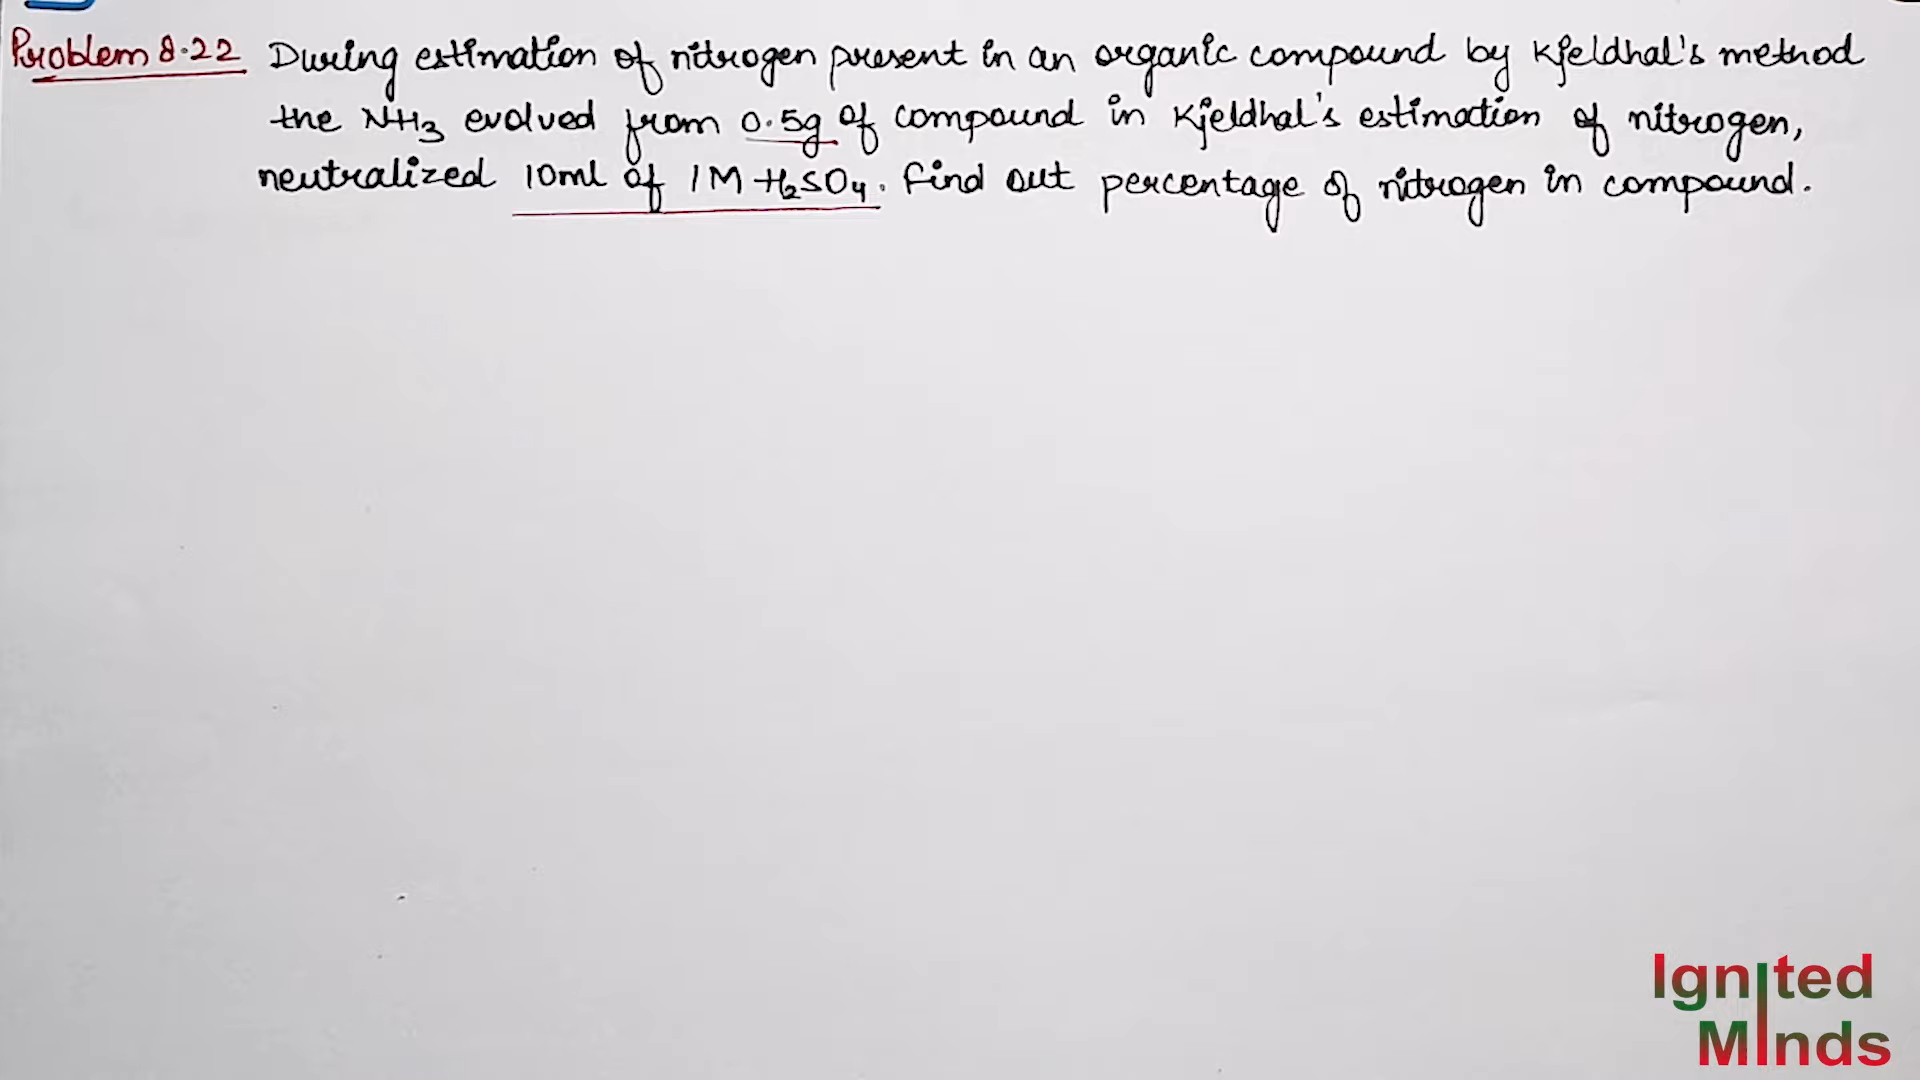 Problem 8.22 During estimation of nitrogen present in an organic compound by Kjeldhal's method
the NH3 evolved from 0.5g of compound in Kjeldhal's estimation of nitrogen,
neutralized 10ml of 1M H2SO4. Find out percentage of nitrogen in compound.
Ignited
Minds